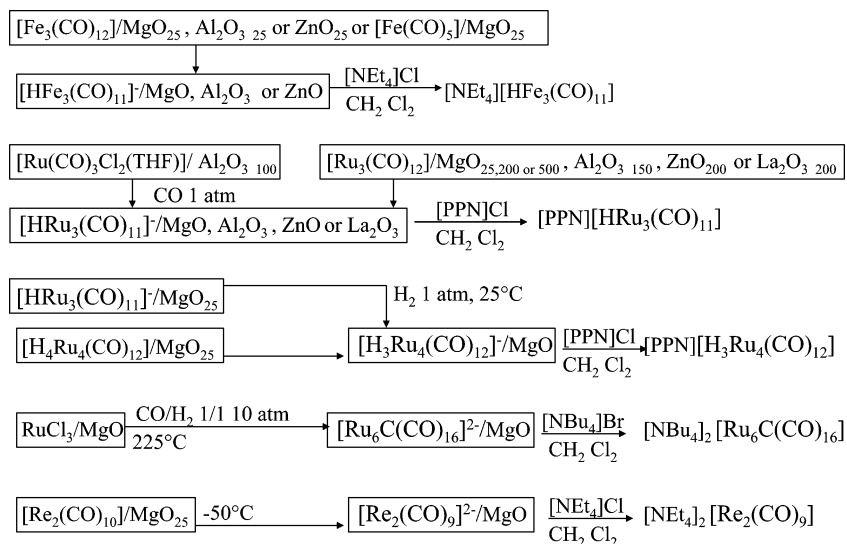 [Fe₃(CO)₁₂]/MgO₂₅ , Al₂O₃ ₂₅ or ZnO₂₅ or [Fe(CO)₅]/MgO₂₅
[HFe₃(CO)₁₁]⁻/MgO, Al₂O₃ or ZnO [NEt₄]Cl [NEt₄][HFe₃(CO)₁₁]
CH₂ Cl₂
[Ru(CO)₃Cl₂(THF)]/ Al₂O₃ ₁₀₀ [Ru₃(CO)₁₂]/MgO₂₅,₂₀₀ ₒᵣ ₅₀₀ , Al₂O₃ ₁₅₀ , ZnO₂₀₀ or La₂O₃ ₂₀₀
CO 1 atm
[HRu₃(CO)₁₁]⁻/MgO, Al₂O₃ , ZnO or La₂O₃ [PPN]Cl [PPN][HRu₃(CO)₁₁]
CH₂ Cl₂
[HRu₃(CO)₁₁]⁻/MgO₂₅ H₂ 1 atm, 25°C
[H₄Ru₄(CO)₁₂]/MgO₂₅ [H₃Ru₄(CO)₁₂]⁻/MgO [PPN]Cl [PPN][H₃Ru₄(CO)₁₂]
CH₂ Cl₂
RuCl₃/MgO CO/H₂ 1/1 10 atm [Ru₆C(CO)₁₆]²⁻/MgO [NBu₄]Br [NBu₄]₂ [Ru₆C(CO)₁₆]
225°C CH₂ Cl₂
[Re₂(CO)₁₀]/MgO₂₅ -50°C [Re₂(CO)₉]²⁻/MgO [NEt₄]Cl [NEt₄]₂ [Re₂(CO)₉]
CH₂ Cl₂